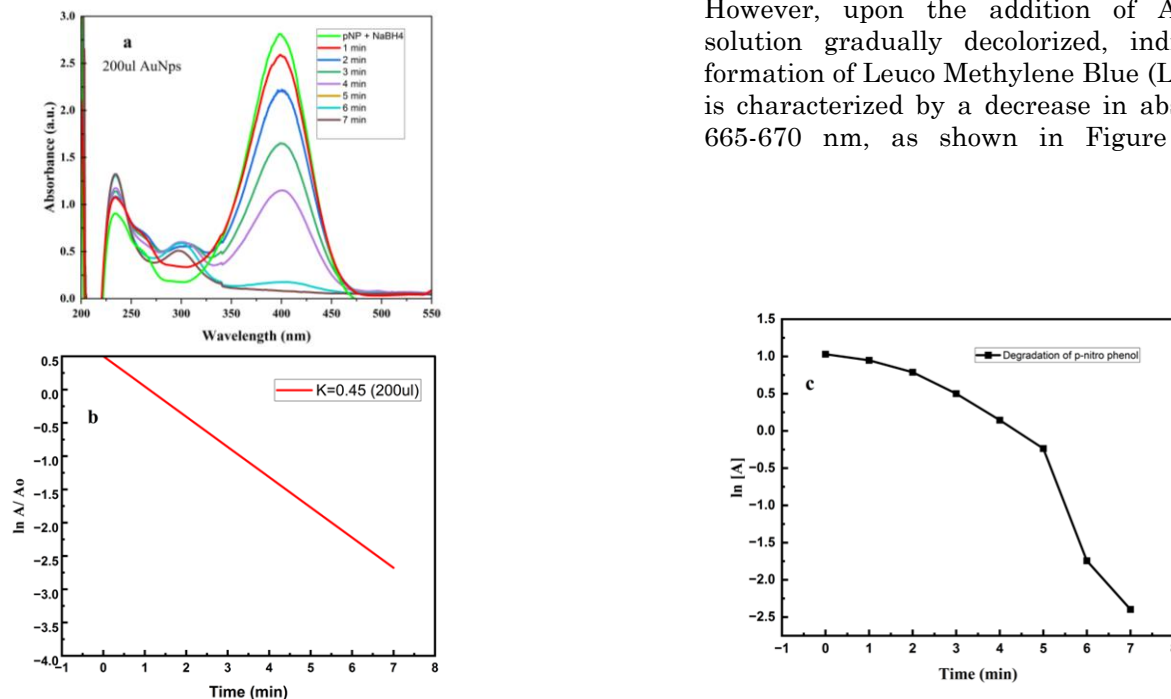 However, upon the addition of A
solution gradually decolorized, indi
formation of Leuco Methylene Blue (L
is characterized by a decrease in abs
665-670 nm, as shown in Figure
3.0
2.5
2.0
1.5
1.0
0.5
0.0
Absorbance (a.u.)
a
200ul AuNps
pNP + NaBH4
1 min
2 min
3 min
4 min
5 min
6 min
7 min
200 250 300 350 400 450 500 550
Wavelength (nm)
0.5
0.0
−0.5
−1.0
−1.5
−2.0
−2.5
−3.0
−3.5
−4.0
ln A/ Ao
b
K=0.45 (200ul)
−1 0 1 2 3 4 5 6 7 8
Time (min)
1.5
1.0
0.5
0.0
−0.5
−1.0
−1.5
−2.0
−2.5
ln [A]
c
Degradation of p-nitro phenol
−1 0 1 2 3 4 5 6 7 8
Time (min)